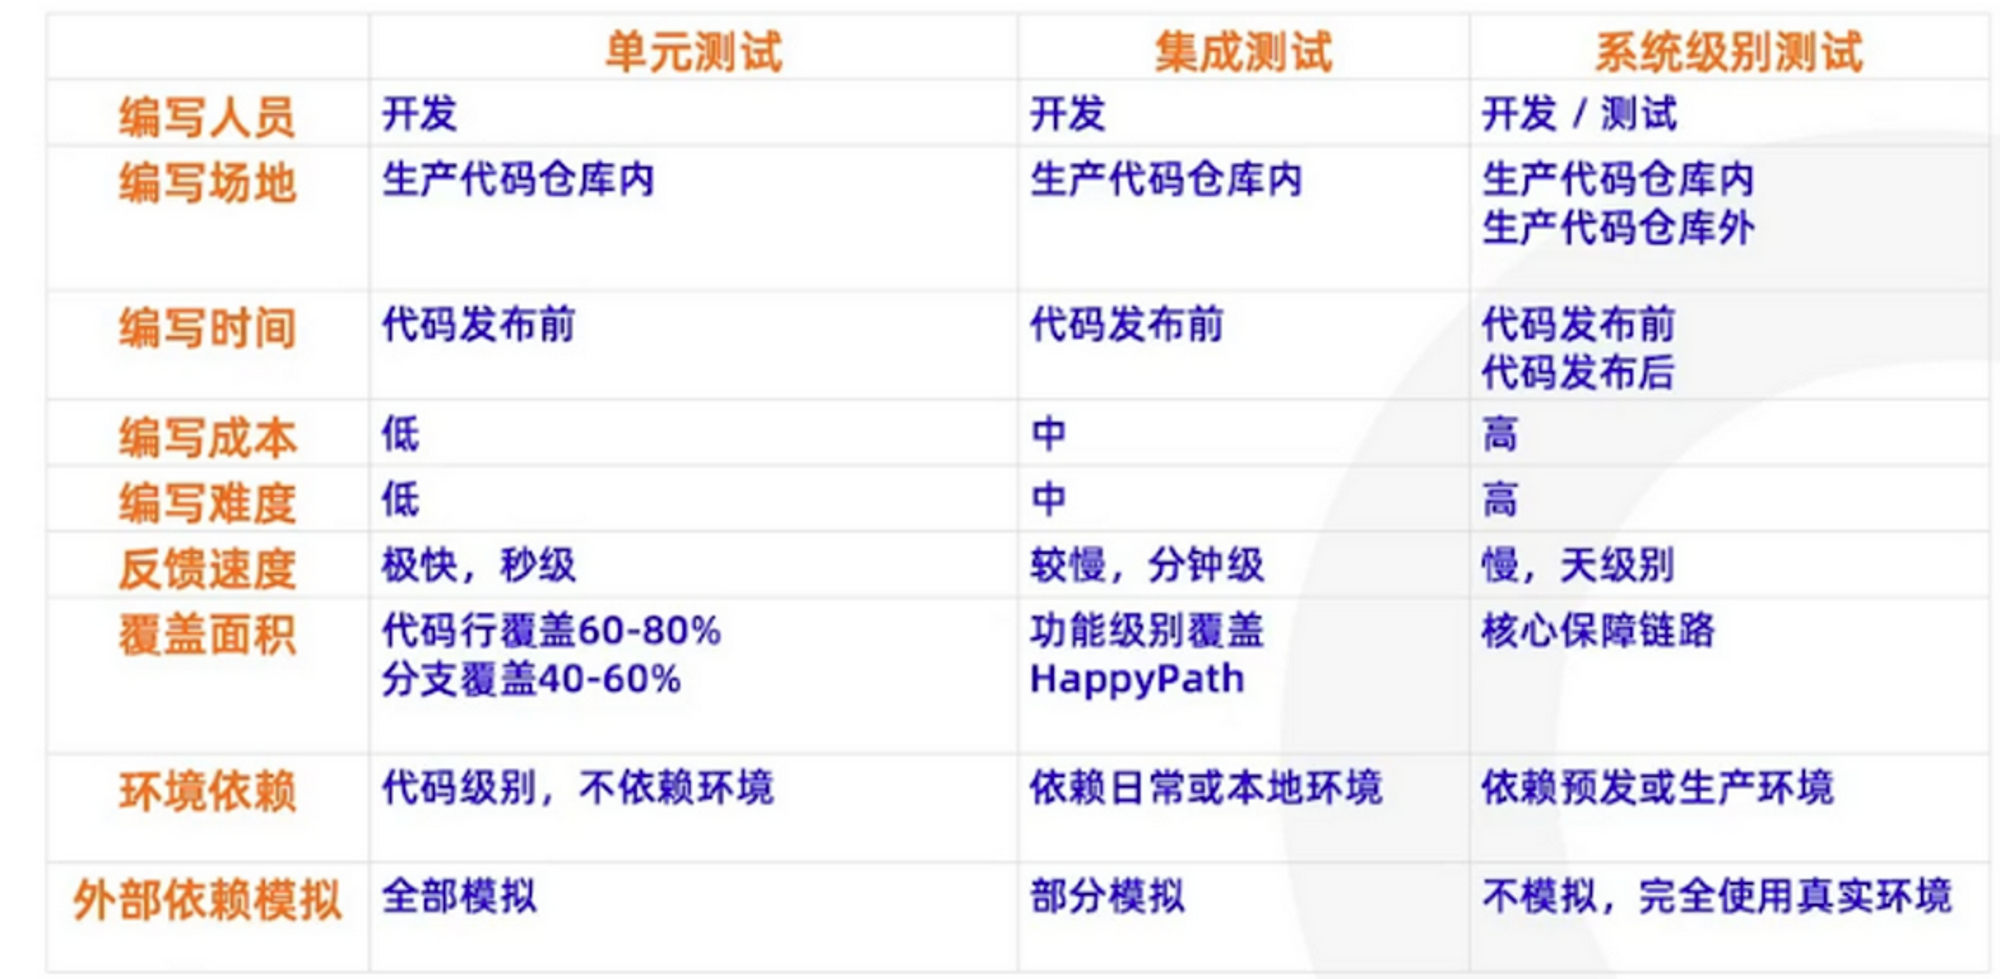 单元测试 集成测试 系统级别测试
编写人员 开发 开发 开发 / 测试
编写场地 生产代码仓库内 生产代码仓库内 生产代码仓库内
生产代码仓库外
编写时间 代码发布前 代码发布前 代码发布前
代码发布后
编写成本 低 中 高
编写难度 低 中 高
反馈速度 极快，秒级 较慢，分钟级 慢，天级别
覆盖面积 代码行覆盖60-80% 功能级别覆盖 核心保障链路
分支覆盖40-60% HappyPath
环境依赖 代码级别，不依赖环境 依赖日常或本地环境 依赖预发或生产环境
外部依赖模拟 全部模拟 部分模拟 不模拟，完全使用真实环境